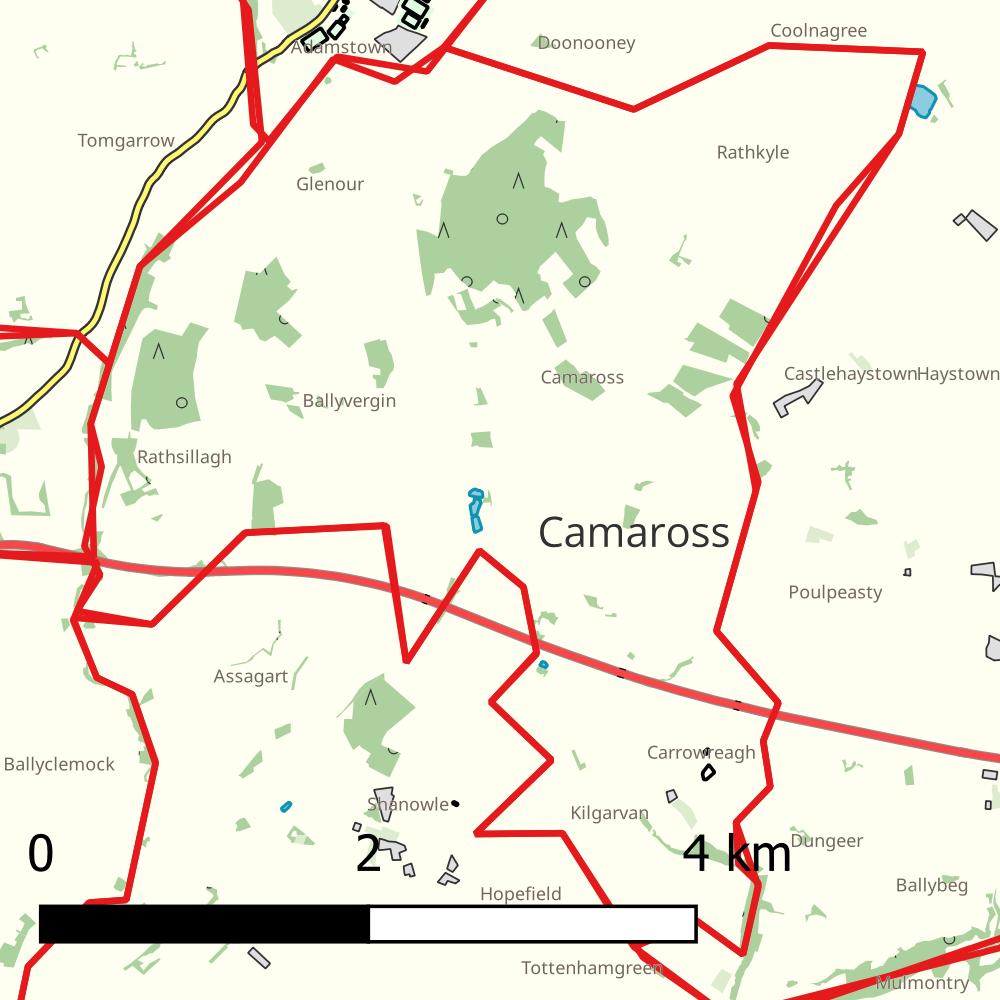 Coolnagree
Adamstown
Doonooney
Tomgarrow
Rathkyle
Glenour
Camaross
Castlehaystown
Haystown
Ballyvergin
Rathsillagh
Camaross
Poulpeasty
Assagart
Carrowreagh
Ballyclemock
Shanowle
Kilgarvan
Dungeer
0 2 4 km
Ballybeg
Hopefield
Tottenhamgreen
Mulmontry